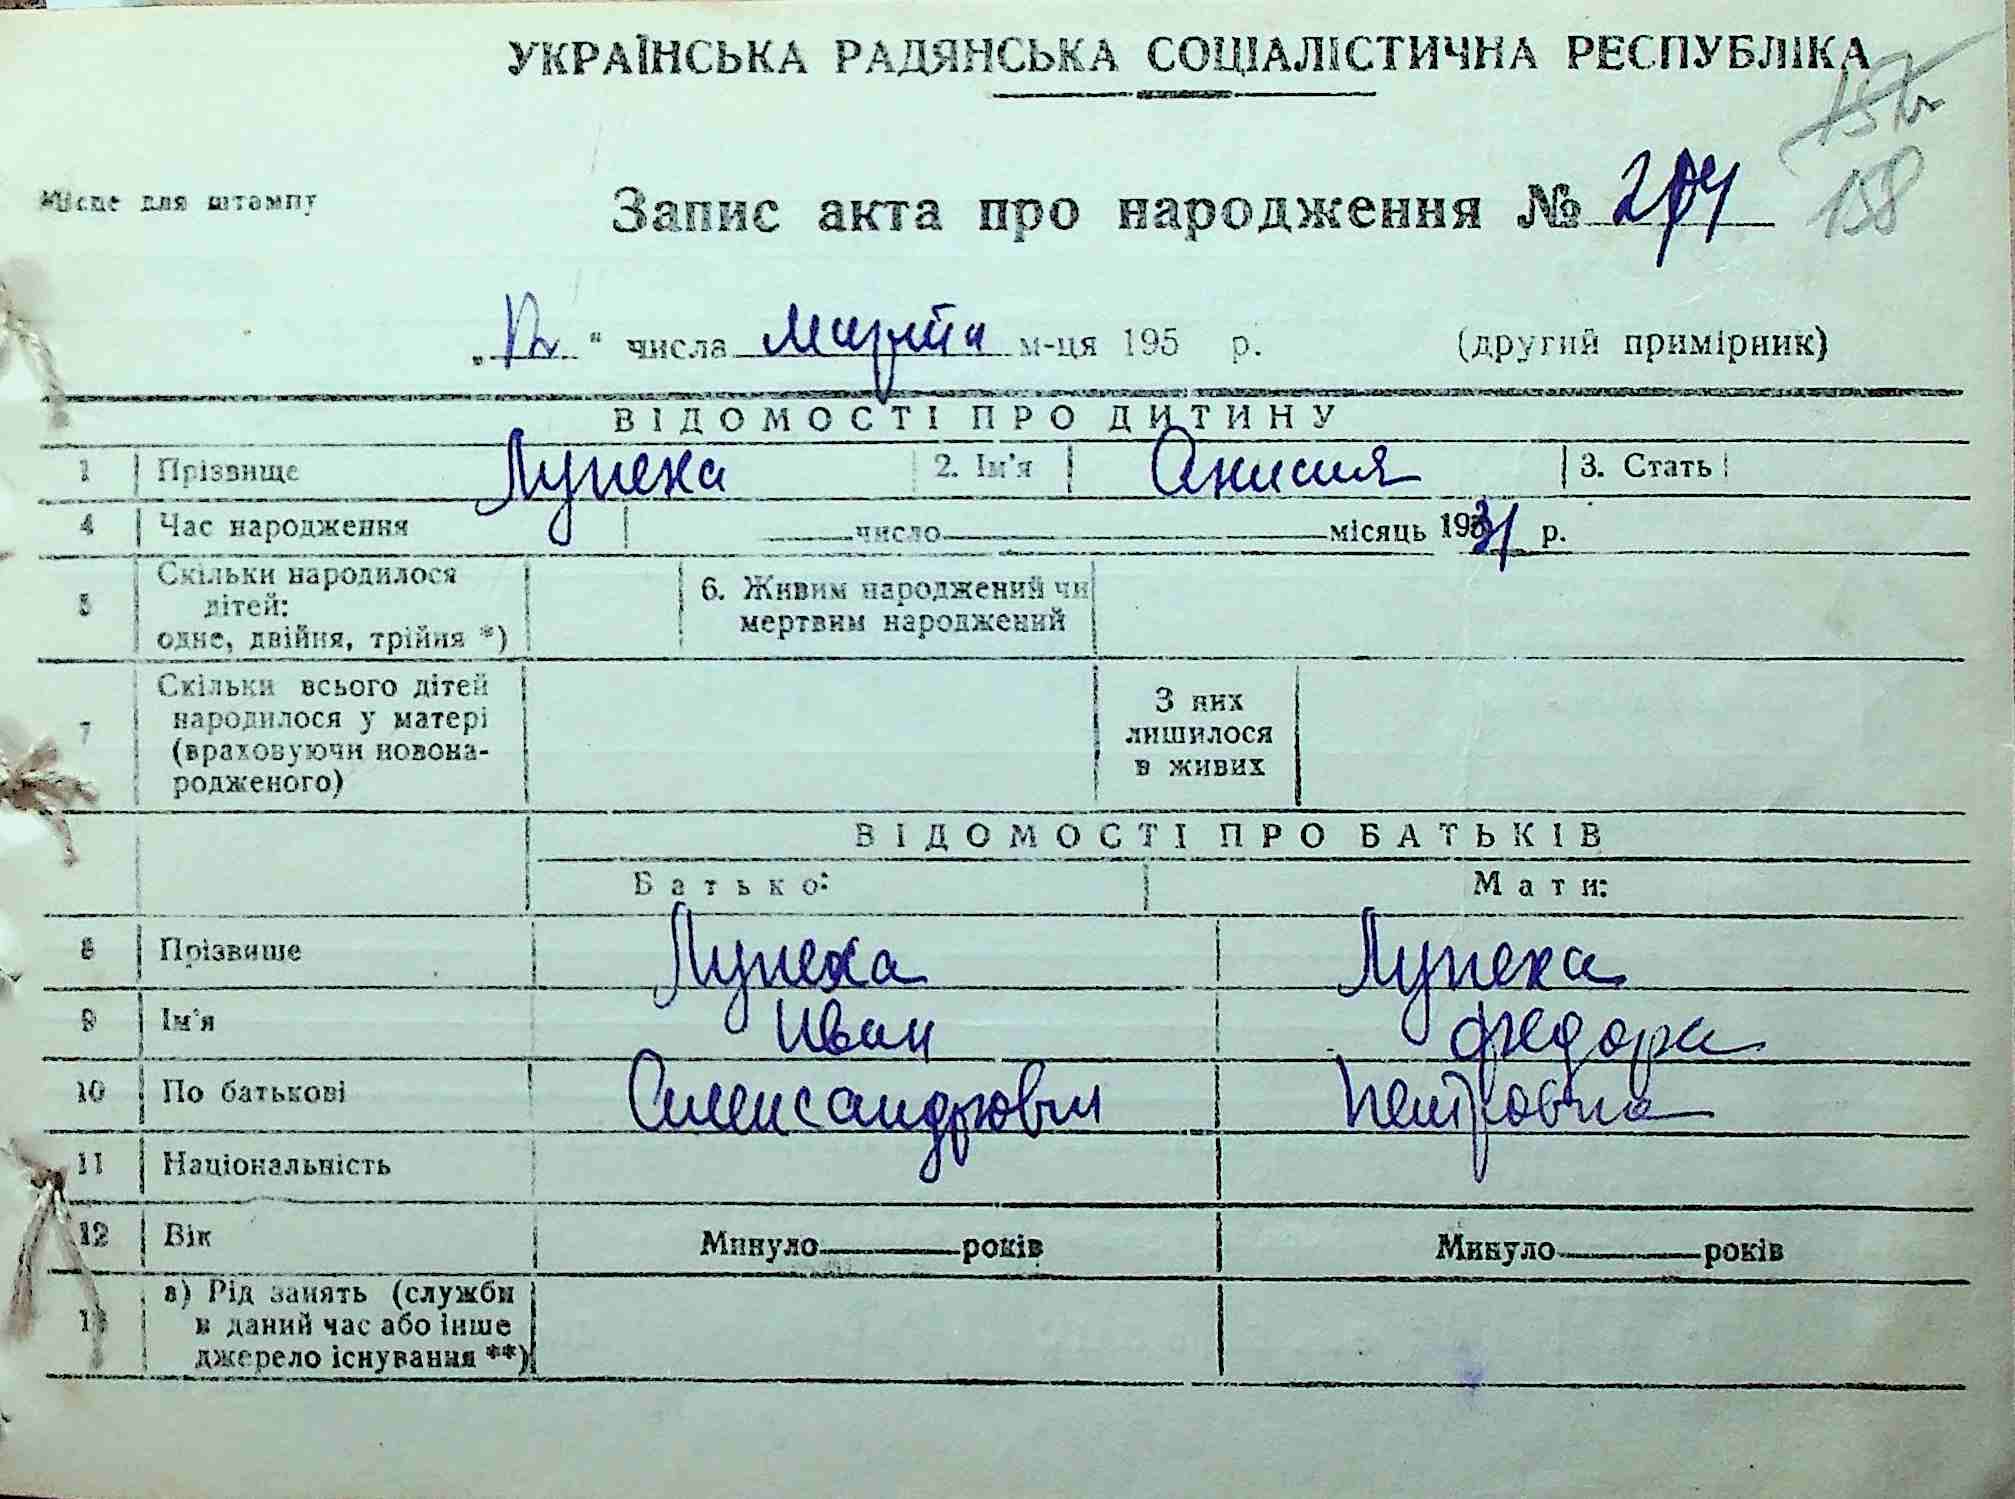 УКРАЇНСЬКА РАДЯНСЬКА СОЦІАЛІСТИЧНА РЕСПУБЛІКА
158
Місце для штампу
Запис акта про народження №
„ “ числа марта м-ця 195 р. (другий примірник)
ВІДОМОСТІ ПРО ДИТИНУ
1 Прізвище Лупеха 2. Ім'я Анисия 3. Стать
4 Час народження число місяць 1931 р.
5 Скільки народилося дітей: одне, двійня, трійня *) 6. Живим народжений чи мертвим народжений
7 Скільки всього дітей народилося у матері (враховуючи новонародженого) З них лишилося в живих
ВІДОМОСТІ ПРО БАТЬКІВ
Батько: Мати:
8 Прізвище Лупеха Лупеха
9 Ім'я Иван Федора
10 По батькові Александрович Петровна
11 Національність
12 Вік Минуло років Минуло років
13 а) Рід занять (служби в даний час або інше джерело існування **)